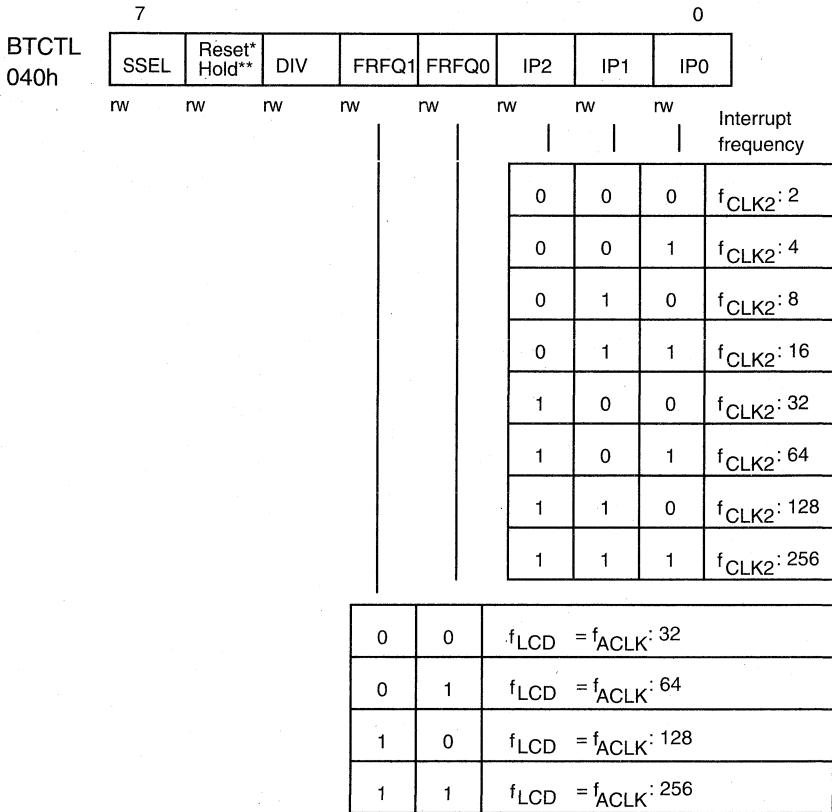 7 0
BTCTL
040h
SSEL Reset* Hold** DIV FRFQ1 FRFQ0 IP2 IP1 IP0
rw rw rw rw rw rw rw rw
Interrupt
frequency
0 0 0 fCLK2: 2
0 0 1 fCLK2: 4
0 1 0 fCLK2: 8
0 1 1 fCLK2: 16
1 0 0 fCLK2: 32
1 0 1 fCLK2: 64
1 1 0 fCLK2: 128
1 1 1 fCLK2: 256
0 0 fLCD = fACLK: 32
0 1 fLCD = fACLK: 64
1 0 fLCD = fACLK: 128
1 1 fLCD = fACLK: 256